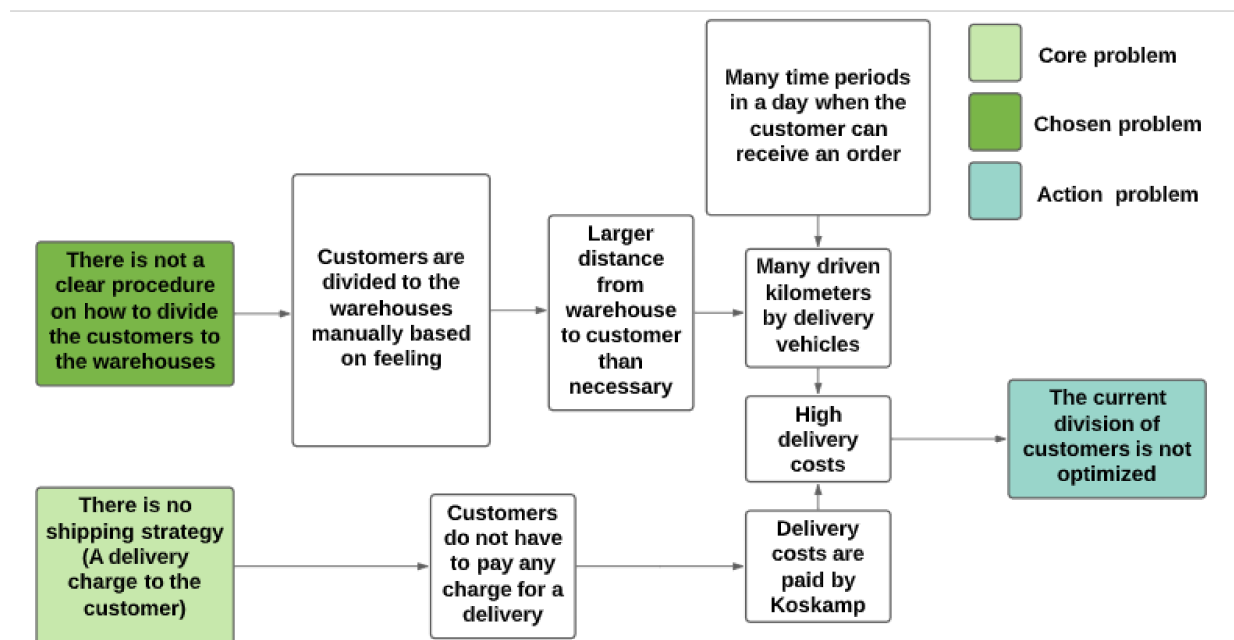 Many time periods
in a day when the
customer can
receive an order
Core problem
Chosen problem
Action problem
There is not a
clear procedure
on how to divide
the customers to
the warehouses
Customers are
divided to the
warehouses
manually based
on feeling
Larger
distance
from
warehouse
to customer
than
necessary
Many driven
kilometers
by delivery
vehicles
High
delivery
costs
The current
division of
customers is not
optimized
There is no
shipping strategy
(A delivery
charge to the
customer)
Customers
do not have
to pay any
charge for a
delivery
Delivery
costs are
paid by
Koskamp